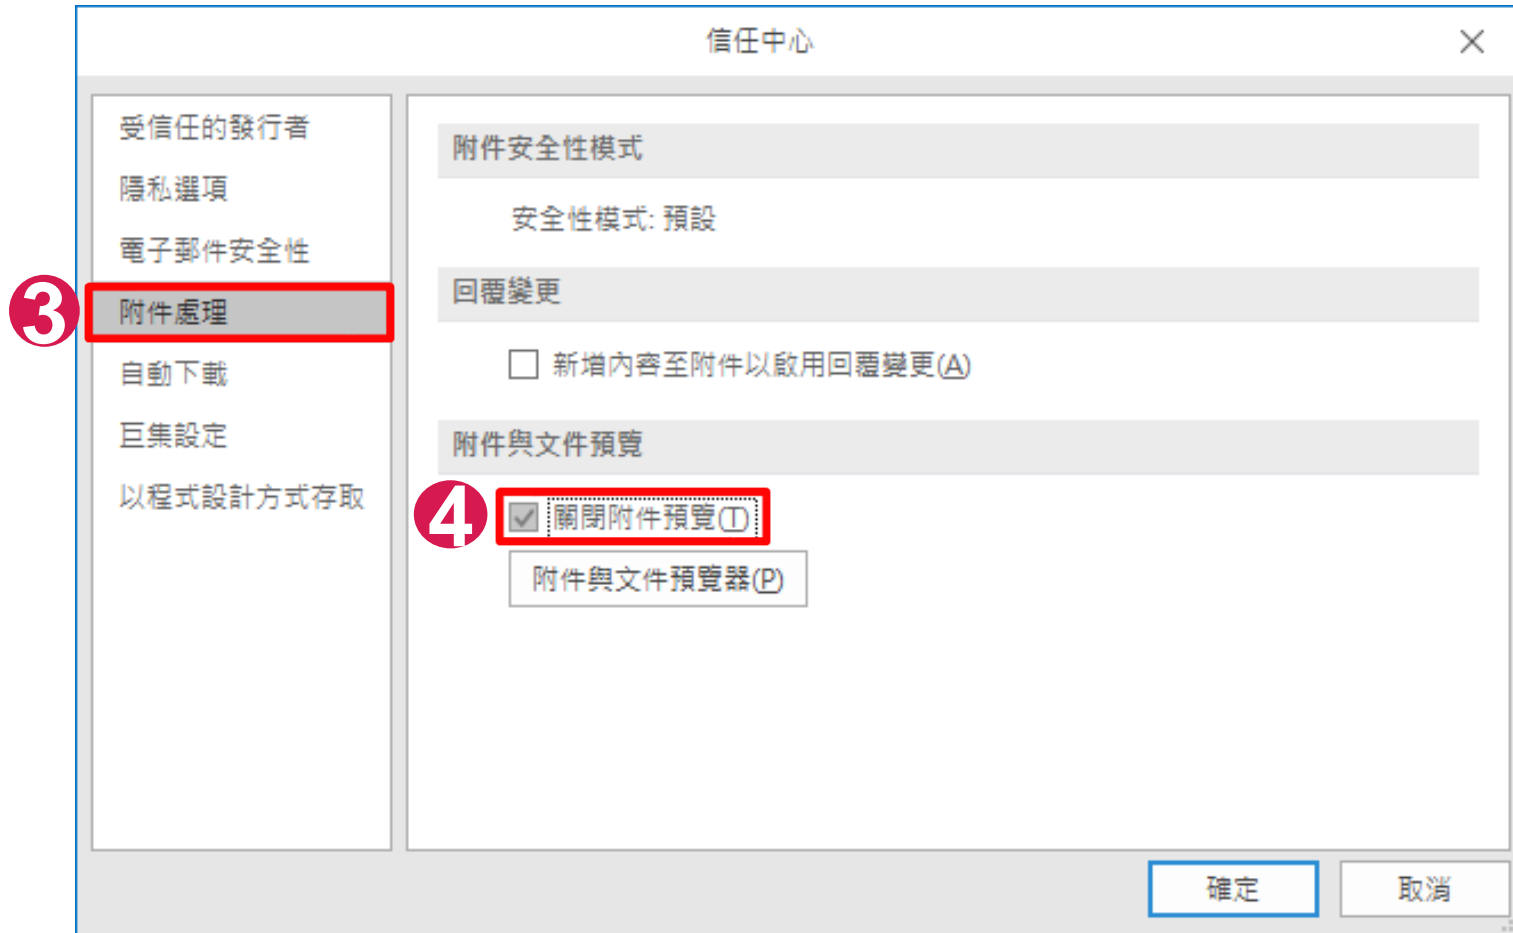 信任中心
受信任的發行者
隱私選項
電子郵件安全性
3
附件處理
自動下載
巨集設定
以程式設計方式存取
附件安全性模式
安全性模式: 預設
回覆變更
新增內容至附件以啟用回覆變更(A)
附件與文件預覽
4
關閉附件預覽(T)
附件與文件預覽器(P)
確定
取消